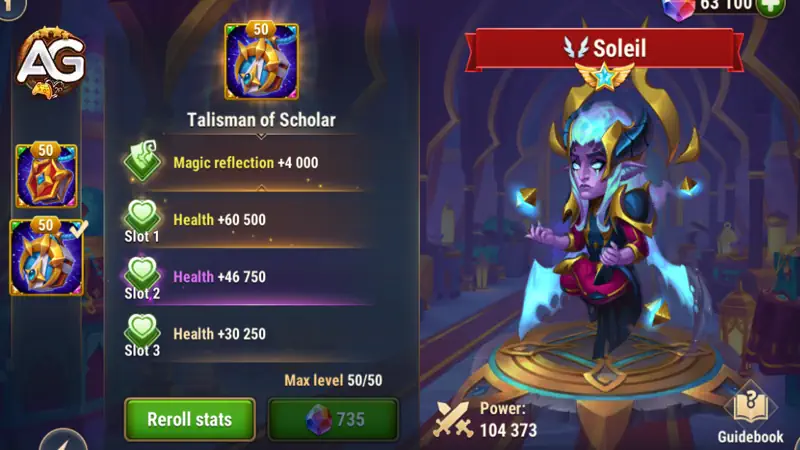 1
63 100
AG
50
Soleil
Talisman of Scholar
50
Magic reflection +4 000
Health +60 500
Slot 1
50
Health +46 750
Slot 2
Health +30 250
Slot 3
Max level 50/50
Reroll stats
735
Power:
104 373
?
Guidebook